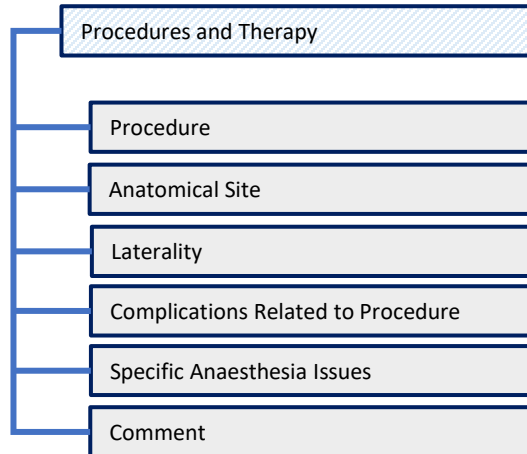 Procedures and Therapy
Procedure
Anatomical Site
Laterality
Complications Related to Procedure
Specific Anaesthesia Issues
Comment